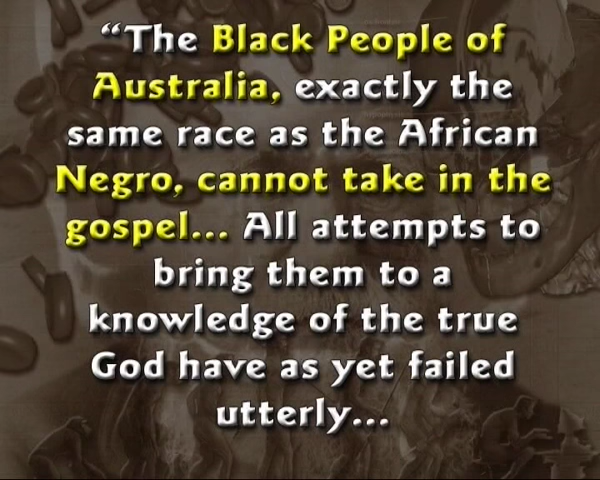 “The Black People of
Australia, exactly the
same race as the African
Negro, cannot take in the
gospel... All attempts to
bring them to a
knowledge of the true
God have as yet failed
utterly...